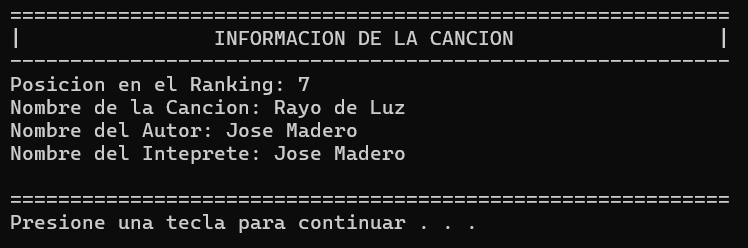 ============================================================
|                INFORMACION DE LA CANCION                 |
------------------------------------------------------------
Posicion en el Ranking: 7
Nombre de la Cancion: Rayo de Luz
Nombre del Autor: Jose Madero
Nombre del Inteprete: Jose Madero

============================================================
Presione una tecla para continuar . . .